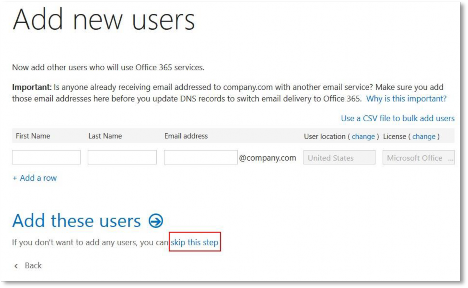 Add new users
Now add other users who will use Office 365 services.
Important: Is anyone already receiving email addressed to company.com with another email service? Make sure you add
those email addresses here before you update DNS records to switch email delivery to Office 365. Why is this important?
Use a CSV file to bulk add users
First Name Last Name Email address User location ( change ) License ( change )
@company.com United States Microsoft Office ...
+ Add a row
Add these users
If you don't want to add any users, you can skip this step
< Back